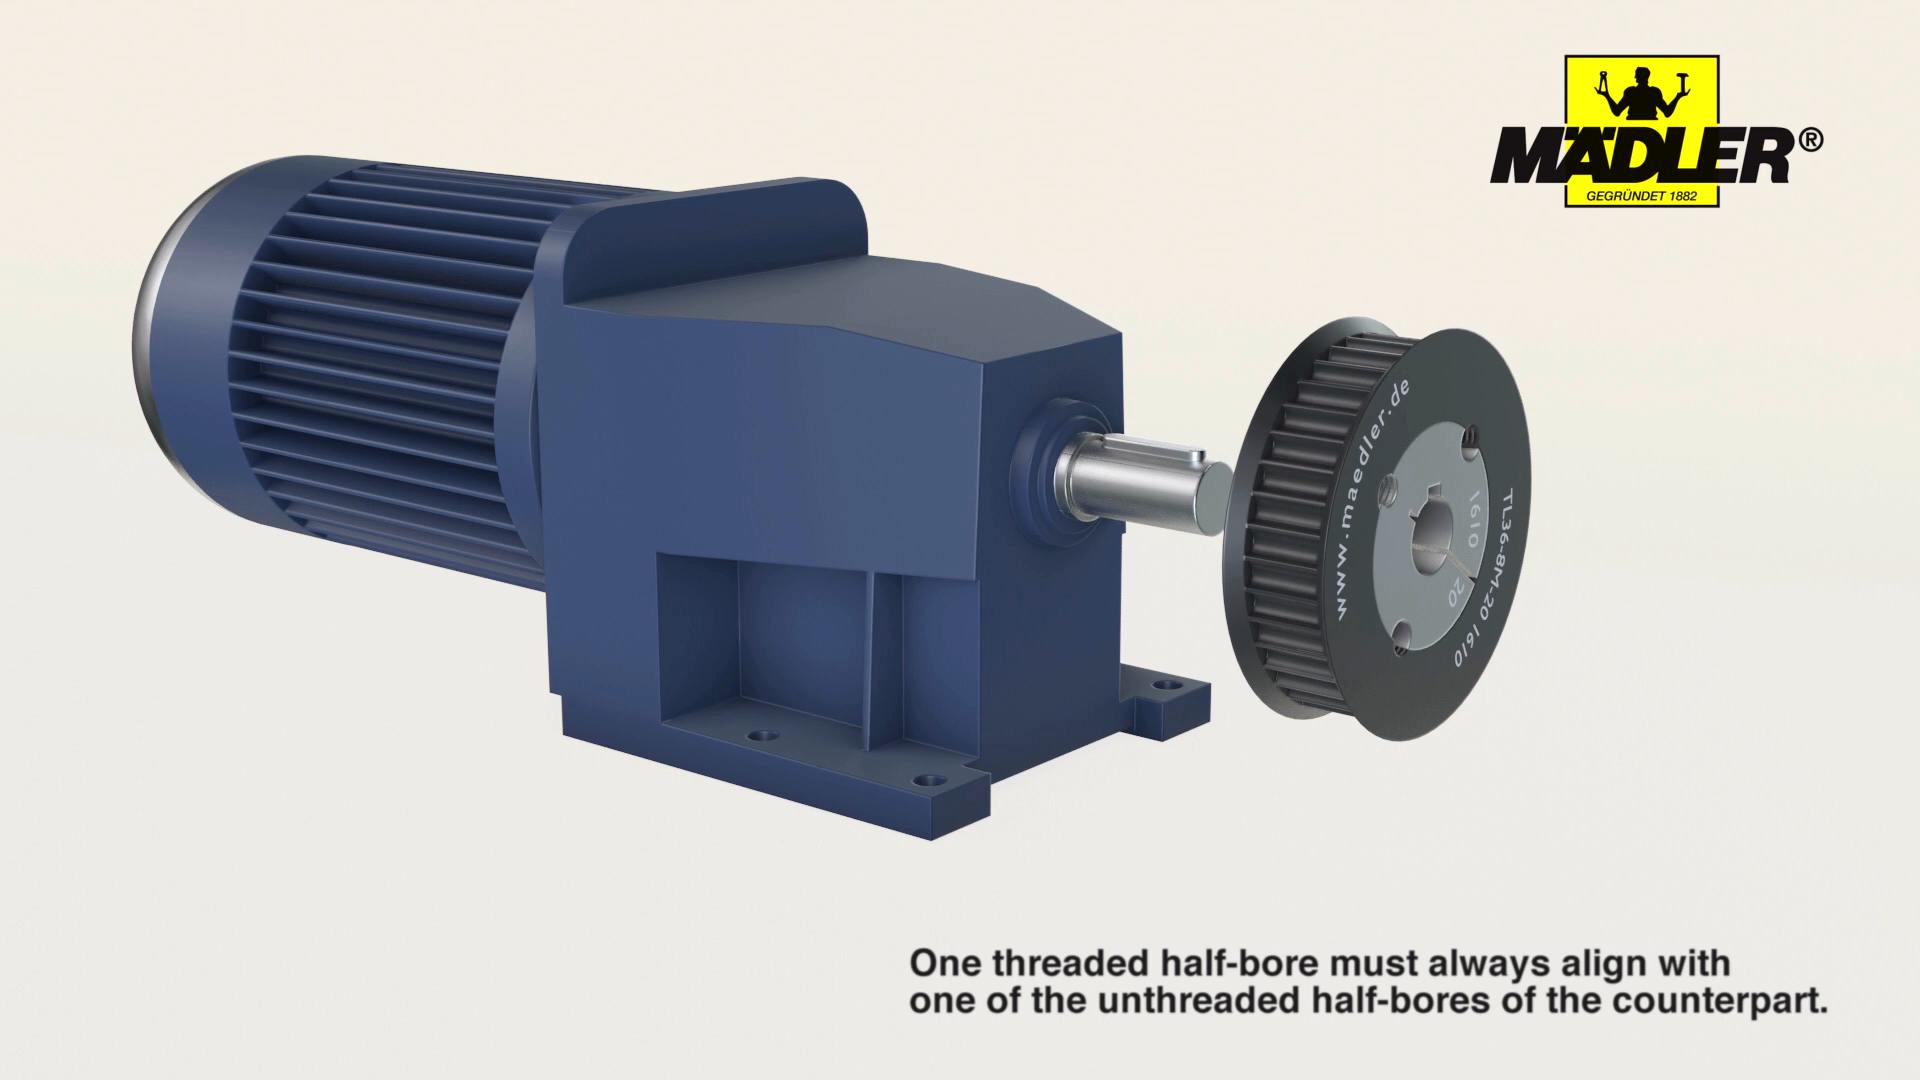 MÄDLER®
GEGRÜNDET 1882
www.maedler.de
TL36-8M-20 1610
1610
20
One threaded half-bore must always align with
one of the unthreaded half-bores of the counterpart.